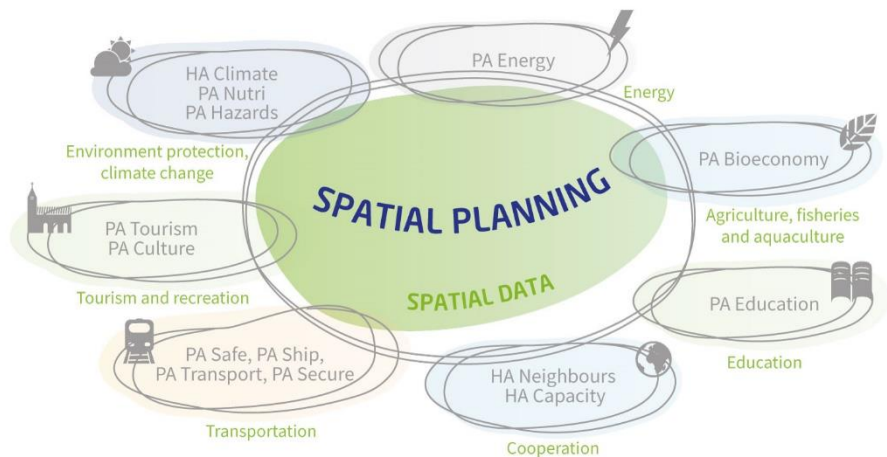 HA Climate
PA Nutri
PA Hazards
Environment protection,
climate change
PA Energy
Energy
PA Bioeconomy
Agriculture, fisheries
and aquaculture
SPATIAL PLANNING
SPATIAL DATA
PA Tourism
PA Culture
Tourism and recreation
PA Education
Education
PA Safe, PA Ship,
PA Transport, PA Secure
Transportation
HA Neighbours
HA Capacity
Cooperation